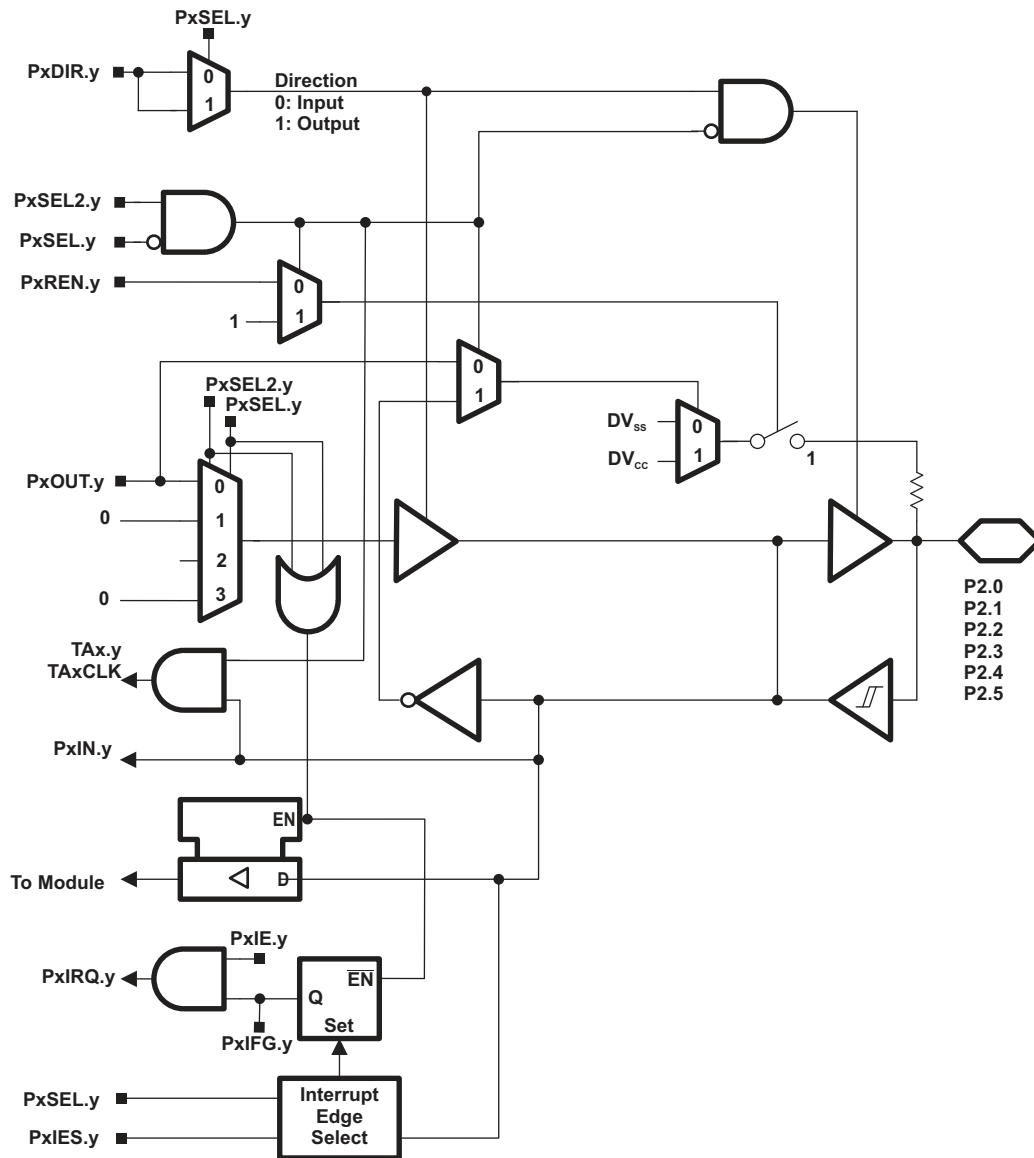 PxSEL.y
PxDIR.y
0
1
Direction
0: Input
1: Output
PxSEL2.y
PxSEL.y
PxREN.y
0
1
1
0
1
PxSEL2.y
PxSEL.y
DVSS
DVCC
0
1
1
PxOUT.y
0
0
1
2
3
0
P2.0
P2.1
P2.2
P2.3
P2.4
P2.5
TAx.y
TAxCLK
PxIN.y
EN
To Module
D
PxIE.y
PxIRQ.y
EN
Q
Set
PxIFG.y
PxSEL.y
PxIES.y
Interrupt
Edge
Select